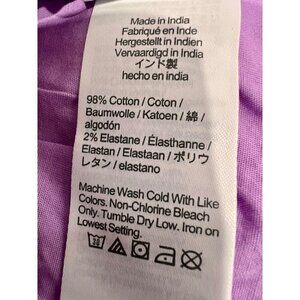 Made in India
Fabriqué en Inde
Hergestellt in Indien
Vervaardigd in India
インド製
hecho en india
98% Cotton / Coton /
Baumwolle / Katoen / 綿 /
algodón
2% Elastane / Élasthanne /
Elastan / Elastaan / ポリウ
レタン / elastano
Machine Wash Cold With Like
Colors. Non-Chlorine Bleach
Only. Tumble Dry Low. Iron on
Lowest Setting.